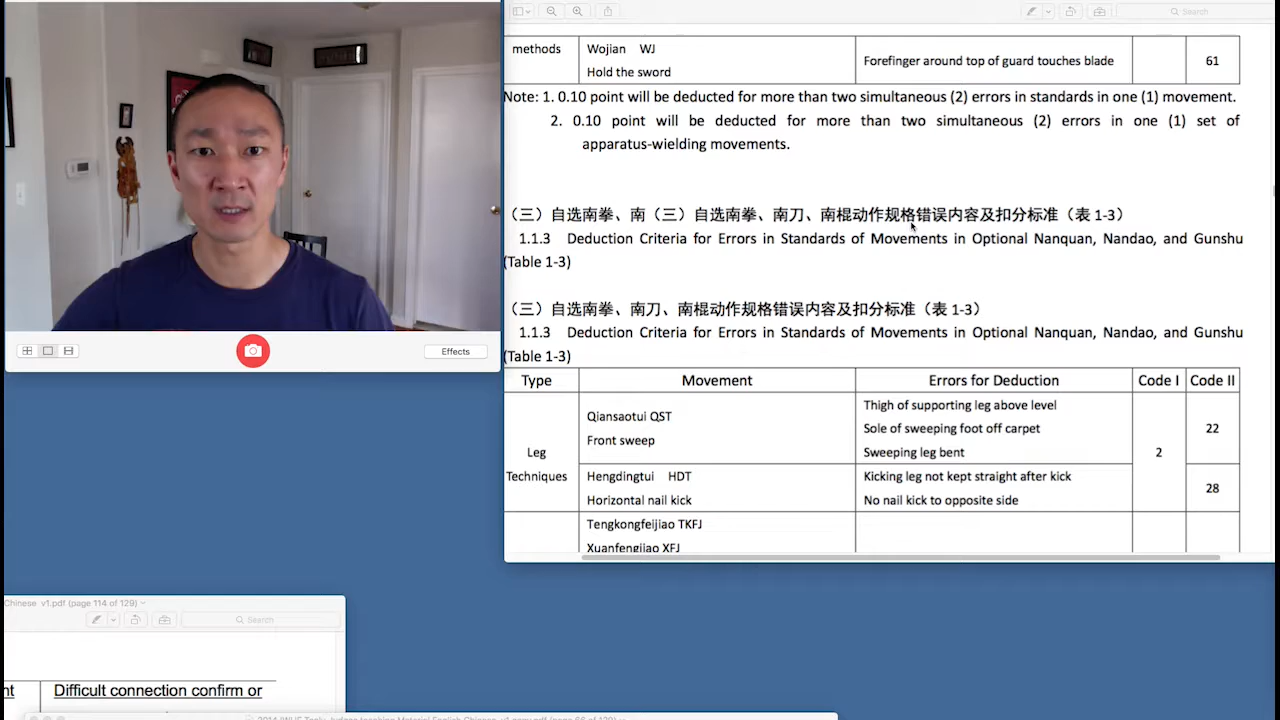 Effects
Search
methods
Wojian WJ
Hold the sword
Forefinger around top of guard touches blade
61
Note: 1. 0.10 point will be deducted for more than two simultaneous (2) errors in standards in one (1) movement.
2. 0.10 point will be deducted for more than two simultaneous (2) errors in one (1) set of
apparatus-wielding movements.
（三）自选南拳、南（三）自选南拳、南刀、南棍动作规格错误内容及扣分标准（表 1-3）
1.1.3 Deduction Criteria for Errors in Standards of Movements in Optional Nanquan, Nandao, and Gunshu
(Table 1-3)
（三）自选南拳、南刀、南棍动作规格错误内容及扣分标准（表 1-3）
1.1.3 Deduction Criteria for Errors in Standards of Movements in Optional Nanquan, Nandao, and Gunshu
(Table 1-3)
Type Movement Errors for Deduction Code I Code II
Leg
Techniques
Qiansaotui QST
Front sweep
Thigh of supporting leg above level
Sole of sweeping foot off carpet
Sweeping leg bent
2
22
Hengdingtui HDT
Horizontal nail kick
Kicking leg not kept straight after kick
No nail kick to opposite side
28
Tengkongfeijiao TKFJ
Xuanfengjiao XFJ
Chinese v1.pdf (page 114 of 129)
Search
nt
Difficult connection confirm or